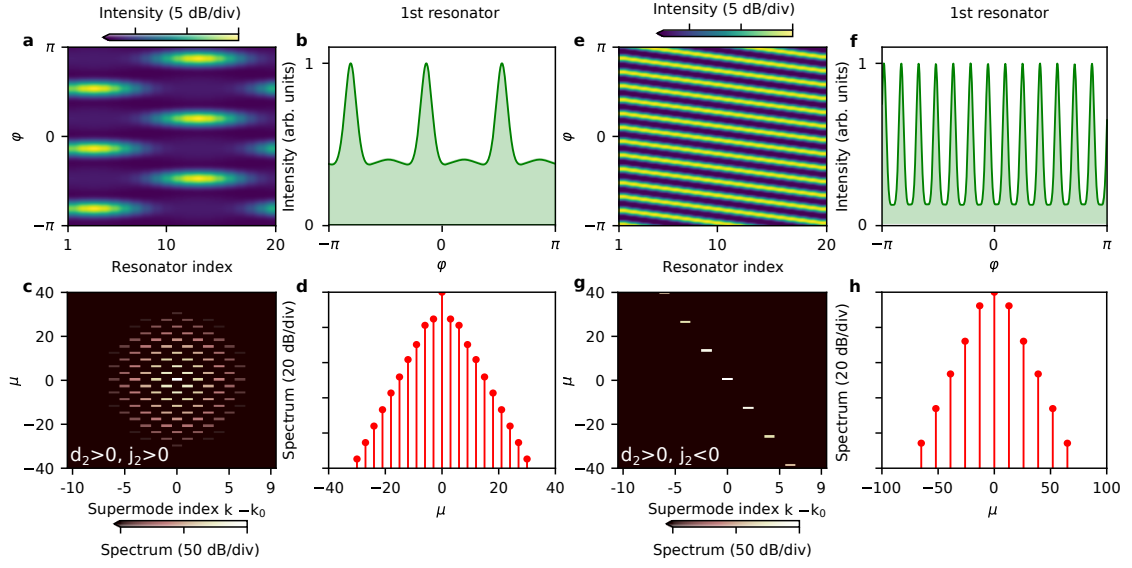 Intensity (5 dB/div)
a
π
φ
0
−π
1
10
20
Resonator index
1st resonator
b
Intensity (arb. units)
1
0
−π
0
π
φ
Intensity (5 dB/div)
e
π
φ
0
−π
1
10
20
Resonator index
1st resonator
f
Intensity (arb. units)
1
0
−π
0
π
φ
c
μ
40
20
0
−20
−40
d₂>0, j₂>0
-10
-5
0
5
9
Supermode index k −k₀
Spectrum (50 dB/div)
d
Spectrum (20 dB/div)
−40
−20
0
20
40
μ
g
μ
40
20
0
−20
−40
d₂>0, j₂<0
-10
-5
0
5
9
Supermode index k −k₀
Spectrum (50 dB/div)
h
Spectrum (20 dB/div)
−100
−50
0
50
100
μ